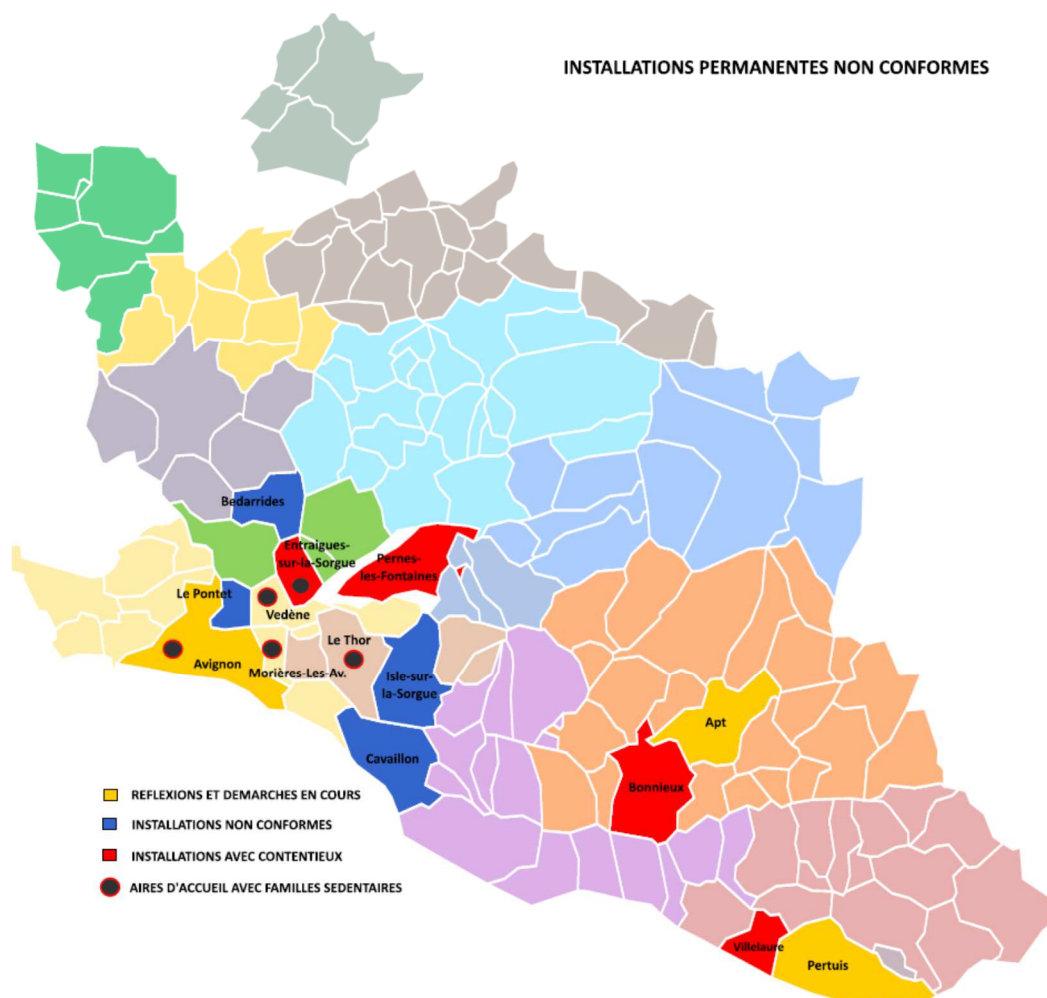 INSTALLATIONS PERMANENTES NON CONFORMES
Bedarrides
Entraigues-
sur-la-Sorgue
Pernes-
les-Fontaines
Le Pontet
Vedène
Le Thor
Avignon
Morières-Les-Av.
Isle-sur-
la-Sorgue
Apt
Cavaillon
Bonnieux
REFLEXIONS ET DEMARCHES EN COURS
INSTALLATIONS NON CONFORMES
INSTALLATIONS AVEC CONTENTIEUX
AIRES D'ACCUEIL AVEC FAMILLES SEDENTAIRES
Villelaure
Pertuis